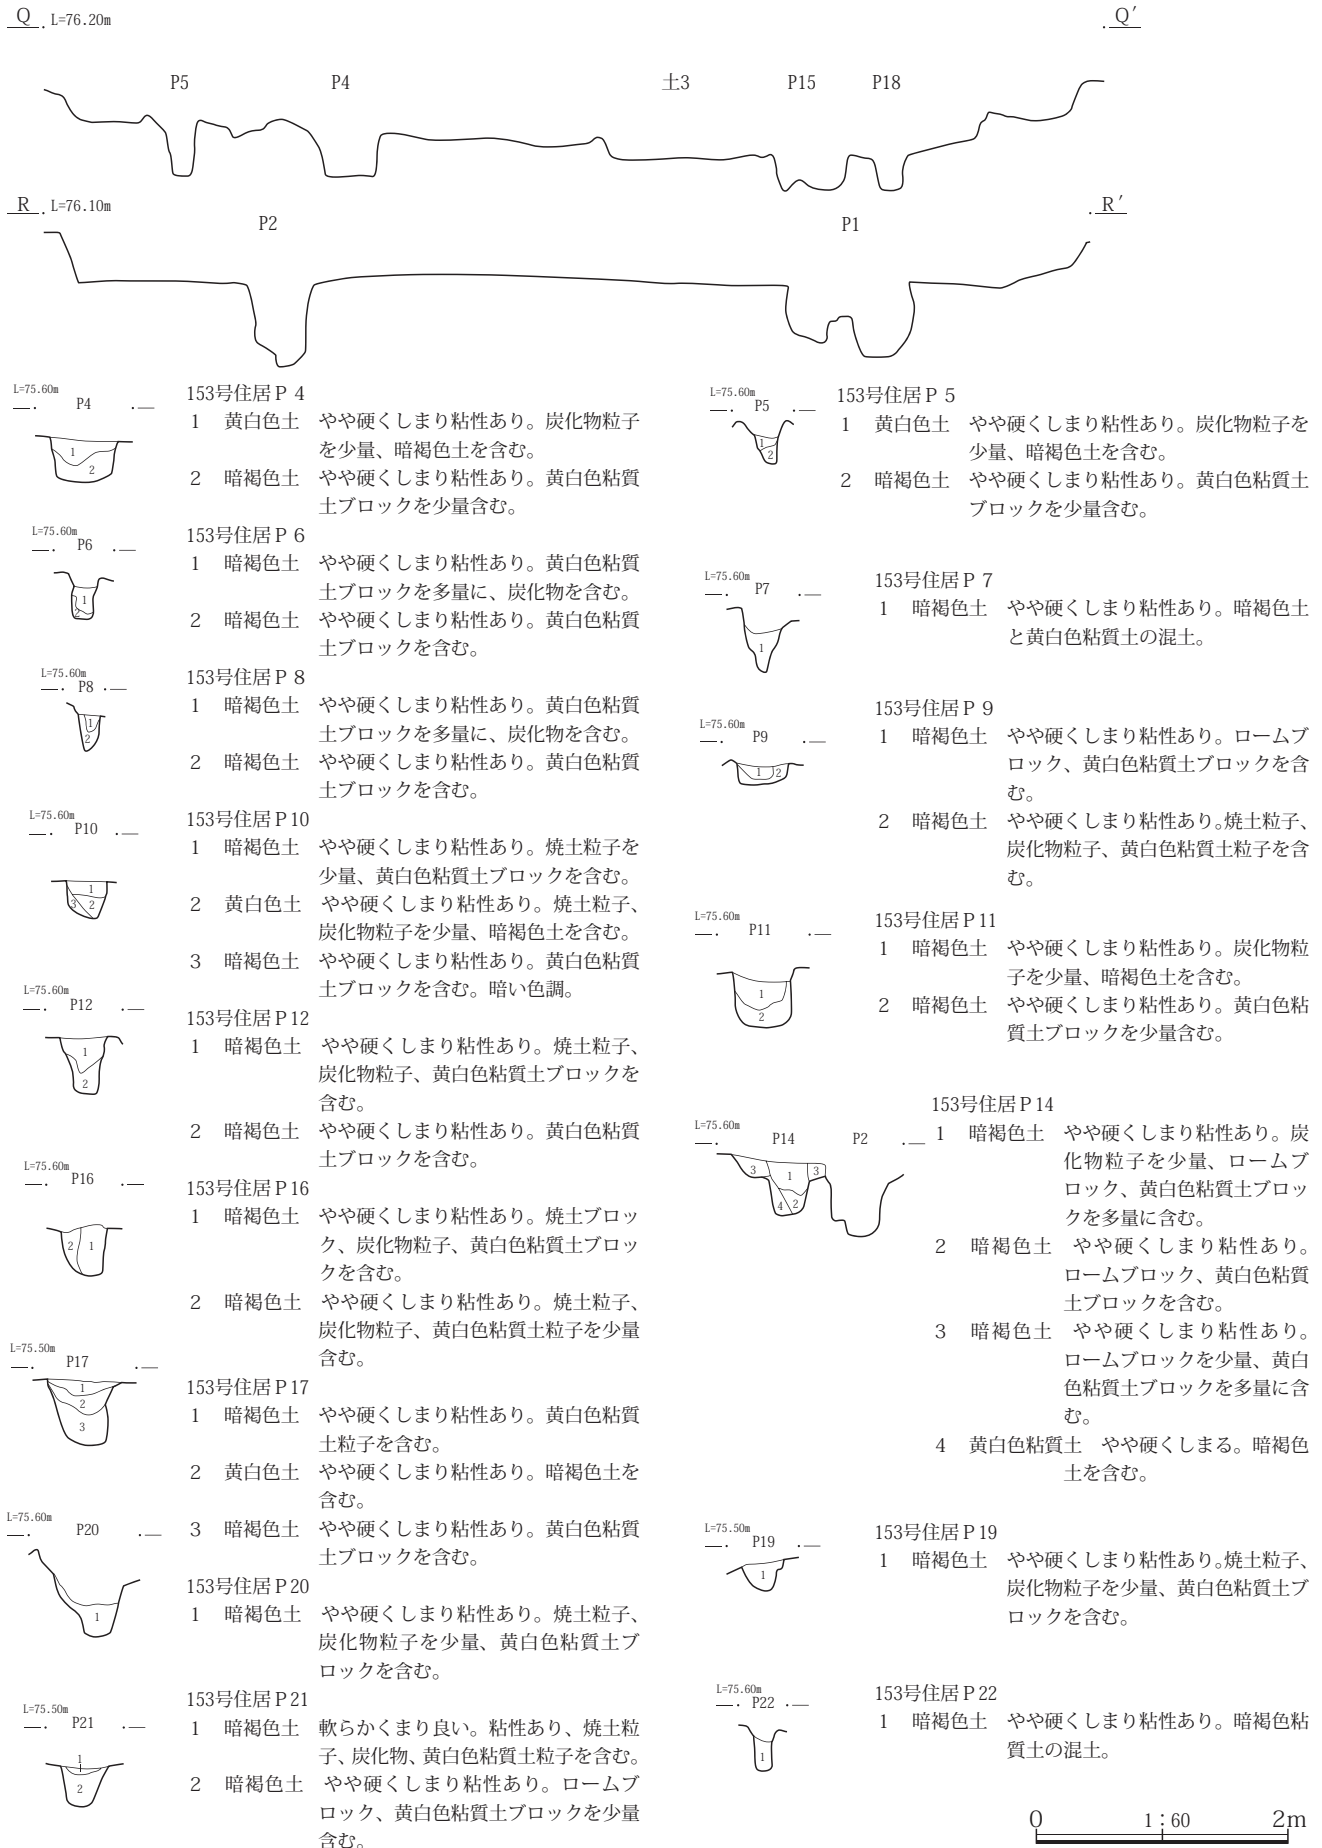 Q L=76.20m Q′
P5 P4 土3 P15 P18
R L=76.10m R′
P2 P1
L=75.60m
P4
1
2
153号住居P 4
1 黄白色土 やや硬くしまり粘性あり。炭化物粒子
を少量、暗褐色土を含む。
2 暗褐色土 やや硬くしまり粘性あり。黄白色粘質
土ブロックを少量含む。
L=75.60m
P6
1
2
153号住居P 6
1 暗褐色土 やや硬くしまり粘性あり。黄白色粘質
土ブロックを多量に、炭化物を含む。
2 暗褐色土 やや硬くしまり粘性あり。黄白色粘質
土ブロックを含む。
L=75.60m
P8
1
2
153号住居P 8
1 暗褐色土 やや硬くしまり粘性あり。黄白色粘質
土ブロックを多量に、炭化物を含む。
2 暗褐色土 やや硬くしまり粘性あり。黄白色粘質
土ブロックを含む。
L=75.60m
P10
1
3 2
153号住居P10
1 暗褐色土 やや硬くしまり粘性あり。焼土粒子を
少量、黄白色粘質土ブロックを含む。
2 黄白色土 やや硬くしまり粘性あり。焼土粒子、
炭化物粒子を少量、暗褐色土を含む。
3 暗褐色土 やや硬くしまり粘性あり。黄白色粘質
土ブロックを含む。暗い色調。
L=75.60m
P12
1
2
153号住居P12
1 暗褐色土 やや硬くしまり粘性あり。焼土粒子、
炭化物粒子、黄白色粘質土ブロックを
含む。
2 暗褐色土 やや硬くしまり粘性あり。黄白色粘質
土ブロックを含む。
L=75.60m
P16
2 1
153号住居P16
1 暗褐色土 やや硬くしまり粘性あり。焼土ブロッ
ク、炭化物粒子、黄白色粘質土ブロッ
クを含む。
2 暗褐色土 やや硬くしまり粘性あり。焼土粒子、
炭化物粒子、黄白色粘質土粒子を少量
含む。
L=75.50m
P17
1
2
3
153号住居P17
1 暗褐色土 やや硬くしまり粘性あり。黄白色粘質
土粒子を含む。
2 黄白色土 やや硬くしまり粘性あり。暗褐色土を
含む。
3 暗褐色土 やや硬くしまり粘性あり。黄白色粘質
土ブロックを含む。
L=75.60m
P20
1
153号住居P20
1 暗褐色土 やや硬くしまり粘性あり。焼土粒子、
炭化物粒子を少量、黄白色粘質土ブ
ロックを含む。
L=75.50m
P21
1
2
153号住居P21
1 暗褐色土 軟らかくまり良い。粘性あり、焼土粒
子、炭化物、黄白色粘質土粒子を含む。
2 暗褐色土 やや硬くしまり粘性あり。ロームブ
ロック、黄白色粘質土ブロックを少量
含む。
L=75.60m
P5
1
2
153号住居P 5
1 黄白色土 やや硬くしまり粘性あり。炭化物粒子を
少量、暗褐色土を含む。
2 暗褐色土 やや硬くしまり粘性あり。黄白色粘質土
ブロックを少量含む。
L=75.60m
P7
1
153号住居P 7
1 暗褐色土 やや硬くしまり粘性あり。暗褐色土
と黄白色粘質土の混土。
L=75.60m
P9
1 2
153号住居P 9
1 暗褐色土 やや硬くしまり粘性あり。ロームブ
ロック、黄白色粘質土ブロックを含
む。
2 暗褐色土 やや硬くしまり粘性あり。焼土粒子、
炭化物粒子、黄白色粘質土粒子を含
む。
L=75.60m
P11
1
2
153号住居P11
1 暗褐色土 やや硬くしまり粘性あり。炭化物粒
子を少量、暗褐色土を含む。
2 暗褐色土 やや硬くしまり粘性あり。黄白色粘
質土ブロックを少量含む。
L=75.60m
P14 P2
3 1 3
4 2
153号住居P14
1 暗褐色土 やや硬くしまり粘性あり。炭
化物粒子を少量、ロームブ
ロック、黄白色粘質土ブロッ
クを多量に含む。
2 暗褐色土 やや硬くしまり粘性あり。
ロームブロック、黄白色粘質
土ブロックを含む。
3 暗褐色土 やや硬くしまり粘性あり。
ロームブロックを少量、黄白
色粘質土ブロックを多量に含
む。
4 黄白色粘質土 やや硬くしまる。暗褐色
土を含む。
L=75.50m
P19
1
153号住居P19
1 暗褐色土 やや硬くしまり粘性あり。焼土粒子、
炭化物粒子を少量、黄白色粘質土ブ
ロックを含む。
L=75.60m
P22
1
153号住居P22
1 暗褐色土 やや硬くしまり粘性あり。暗褐色粘
質土の混土。
0 1：60 2m